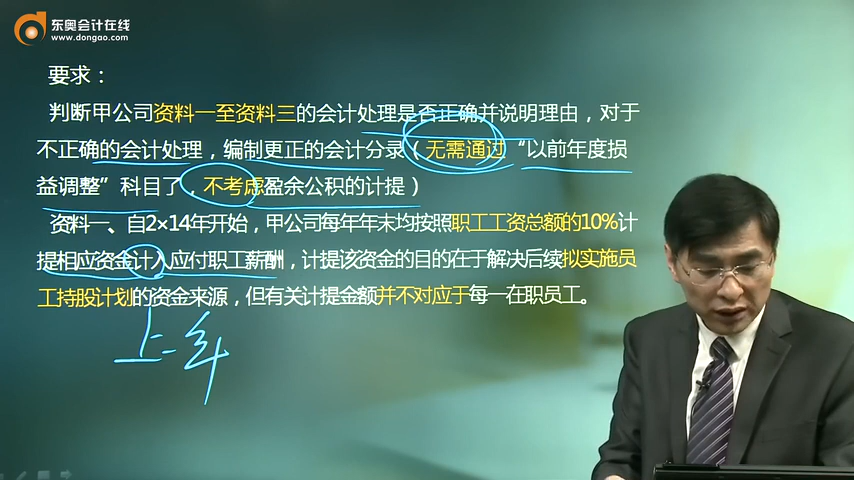 东奥会计在线
www.dongao.com
要求：
判断甲公司资料一至资料三的会计处理是否正确并说明理由，对于
不正确的会计处理，编制更正的会计分录（无需通过“以前年度损
益调整”科目了，不考虑盈余公积的计提）
资料一、自2×14年开始，甲公司每年年末均按照职工工资总额的10%计
提相应资金计入应付职工薪酬，计提该资金的目的在于解决后续拟实施员
工持股计划的资金来源，但有关计提金额并不对应于每一在职员工。
上年